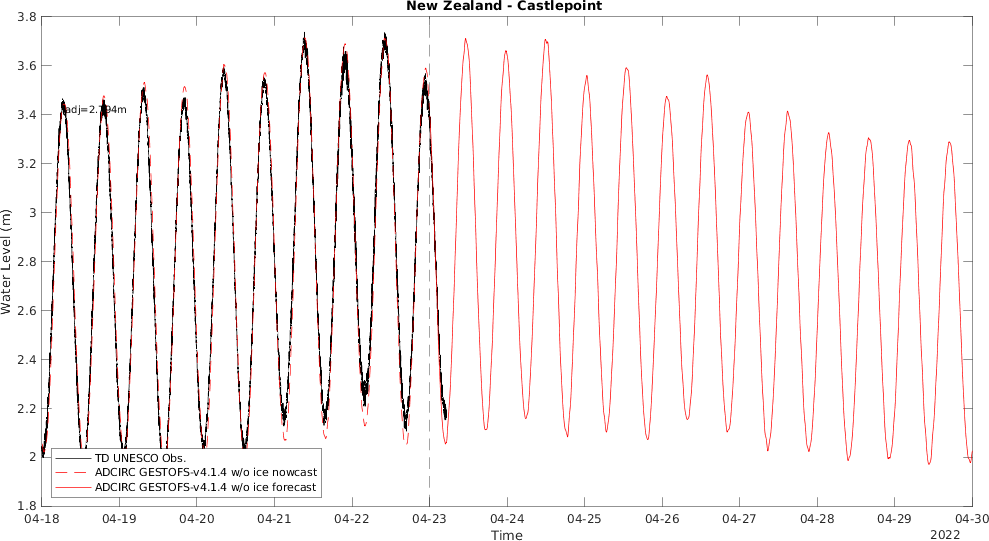 New Zealand - Castlepoint
Water Level (m)
3.8
3.6
3.4
3.2
3
2.8
2.6
2.4
2.2
2
1.8
TD UNESCO Obs.
ADCIRC GESTOFS-v4.1.4 w/o ice nowcast
ADCIRC GESTOFS-v4.1.4 w/o ice forecast
04-18 04-19 04-20 04-21 04-22 04-23 04-24 04-25 04-26 04-27 04-28 04-29 04-30
Time
2022